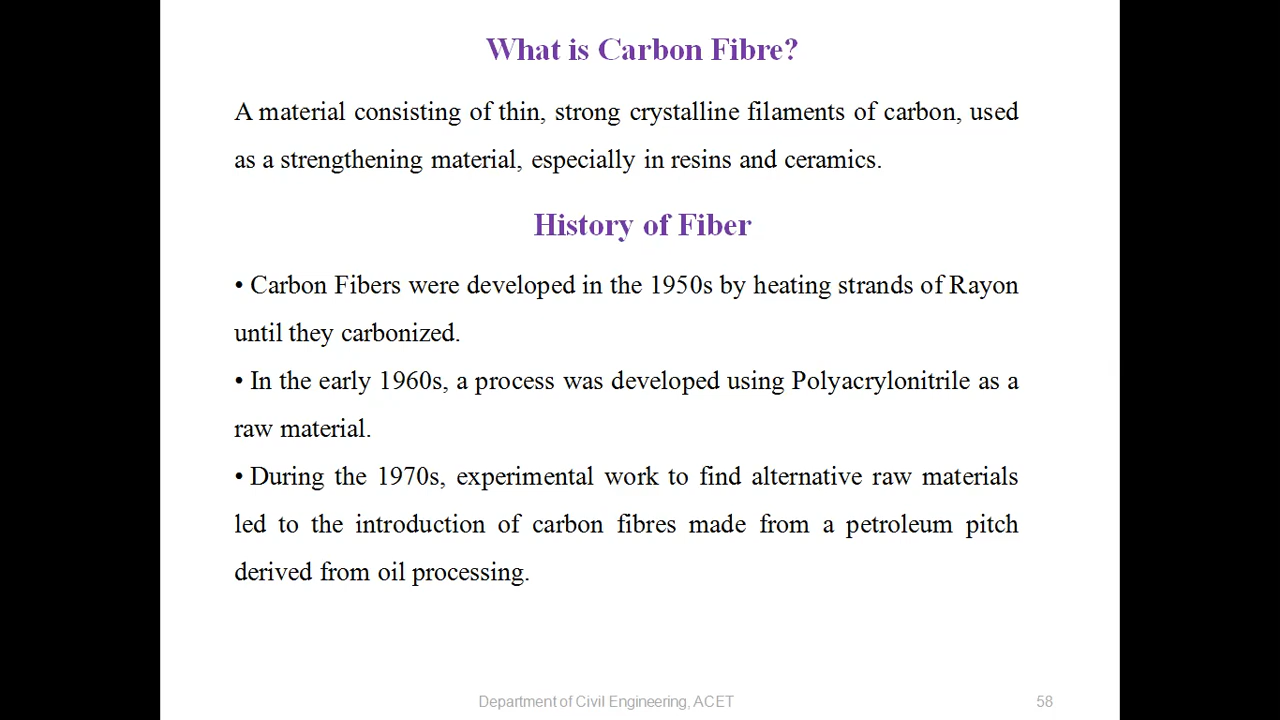 What is Carbon Fibre?
A material consisting of thin, strong crystalline filaments of carbon, used
as a strengthening material, especially in resins and ceramics.
History of Fiber
• Carbon Fibers were developed in the 1950s by heating strands of Rayon
until they carbonized.
• In the early 1960s, a process was developed using Polyacrylonitrile as a
raw material.
• During the 1970s, experimental work to find alternative raw materials
led to the introduction of carbon fibres made from a petroleum pitch
derived from oil processing.
Department of Civil Engineering, ACET 58